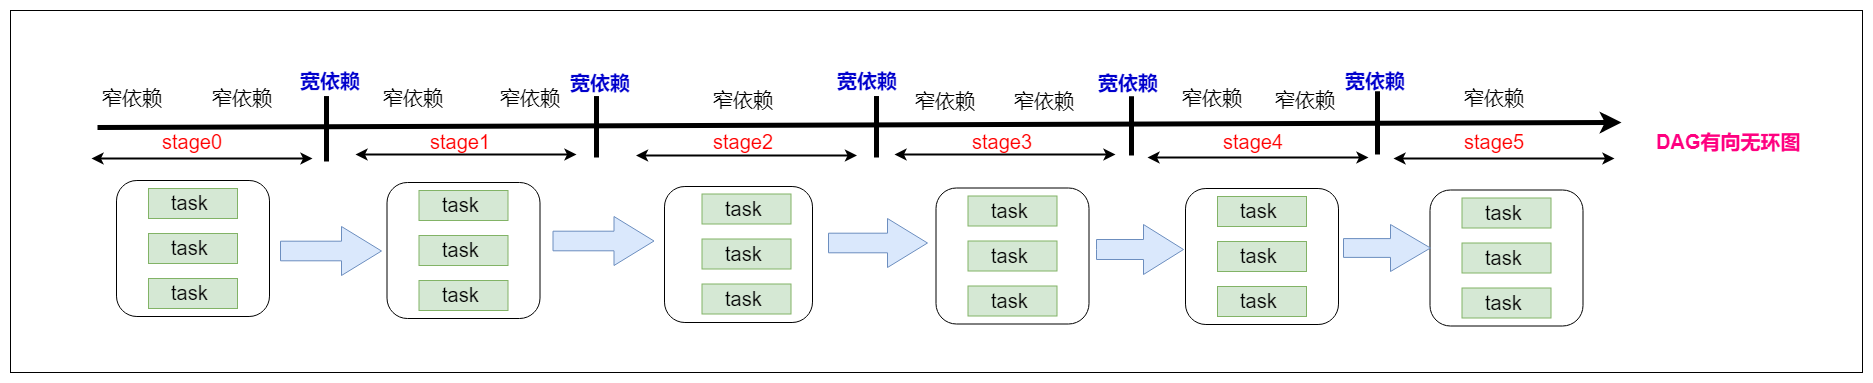 窄依赖 窄依赖 宽依赖 窄依赖 窄依赖 宽依赖 窄依赖 宽依赖 窄依赖 窄依赖 宽依赖 窄依赖 窄依赖 宽依赖 窄依赖
stage0 stage1 stage2 stage3 stage4 stage5 DAG有向无环图
task task task task task task
task task task task task task
task task task task task task